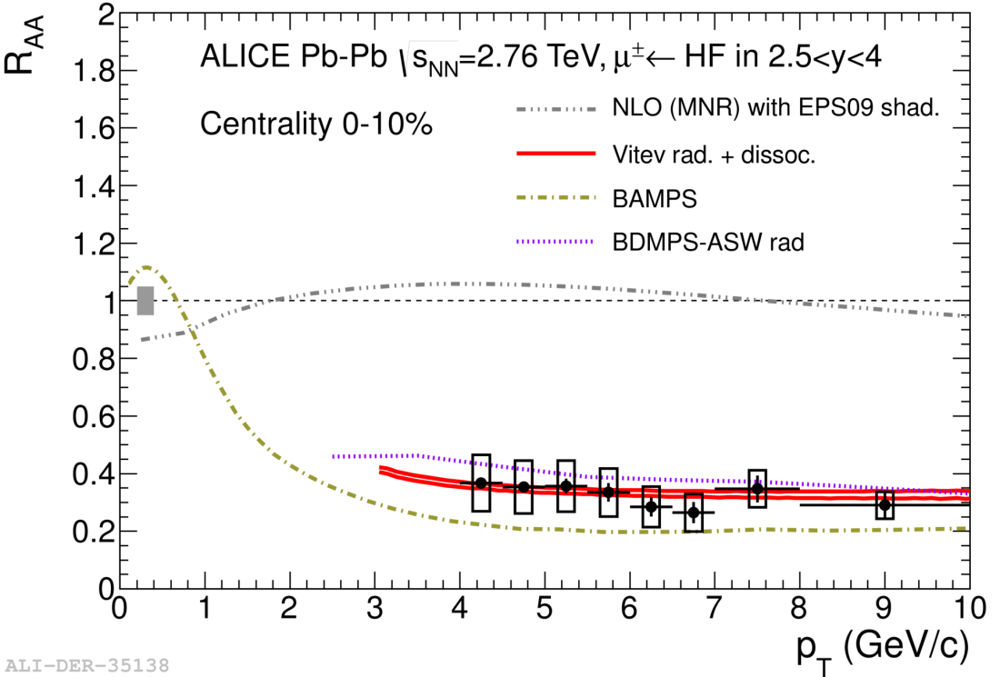 R_AA
ALICE Pb-Pb √s_NN=2.76 TeV, μ±← HF in 2.5<y<4
Centrality 0-10%
NLO (MNR) with EPS09 shad.
Vitev rad. + dissoc.
BAMPS
BDMPS-ASW rad
2
1.8
1.6
1.4
1.2
1
0.8
0.6
0.4
0.2
0
0 1 2 3 4 5 6 7 8 9 10
p_T (GeV/c)
ALI-DER-35138